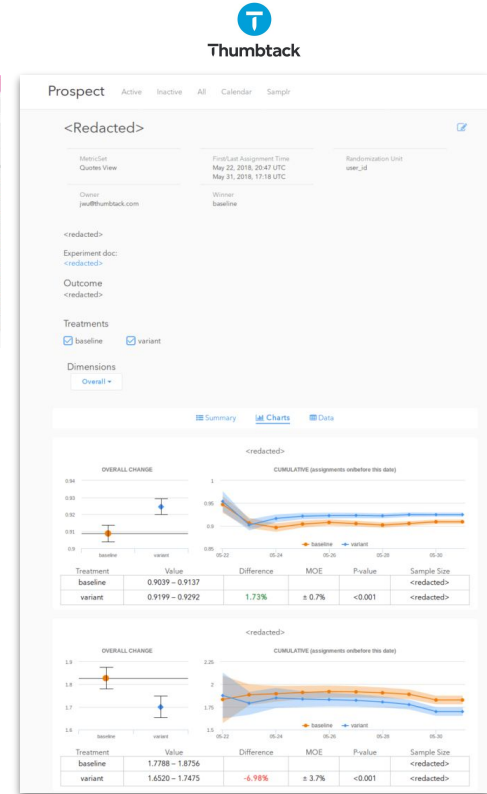 Thumbtack
Prospect Active Inactive All Calendar Samplr
<Redacted>
MetricSet First/Last Assignment Time Randomization Unit
Quotes View May 22, 2018, 20:47 UTC user_id
May 31, 2018, 17:18 UTC
Owner Winner
jwu@thumbtack.com baseline
<redacted>
Experiment doc:
<redacted>
Outcome
<redacted>
Treatments
baseline variant
Dimensions
Overall
Summary Charts Data
<redacted>
OVERALL CHANGE CUMULATIVE (assignments on/before this date)
0.94 1
0.93
0.95
0.92
0.9
0.91
baseline variant
0.9 0.85
baseline variant 05-22 05-24 05-26 05-28 05-30
Treatment Value Difference MOE P-value Sample Size
baseline 0.9039 – 0.9137 <redacted>
variant 0.9199 – 0.9292 1.73% ± 0.7% <0.001 <redacted>
<redacted>
OVERALL CHANGE CUMULATIVE (assignments on/before this date)
1.9 2.25
1.8 2
1.7 1.75
baseline variant
1.6 1.5
baseline variant 05-22 05-24 05-26 05-28 05-30
Treatment Value Difference MOE P-value Sample Size
baseline 1.7788 – 1.8756 <redacted>
variant 1.6520 – 1.7475 -6.98% ± 3.7% <0.001 <redacted>